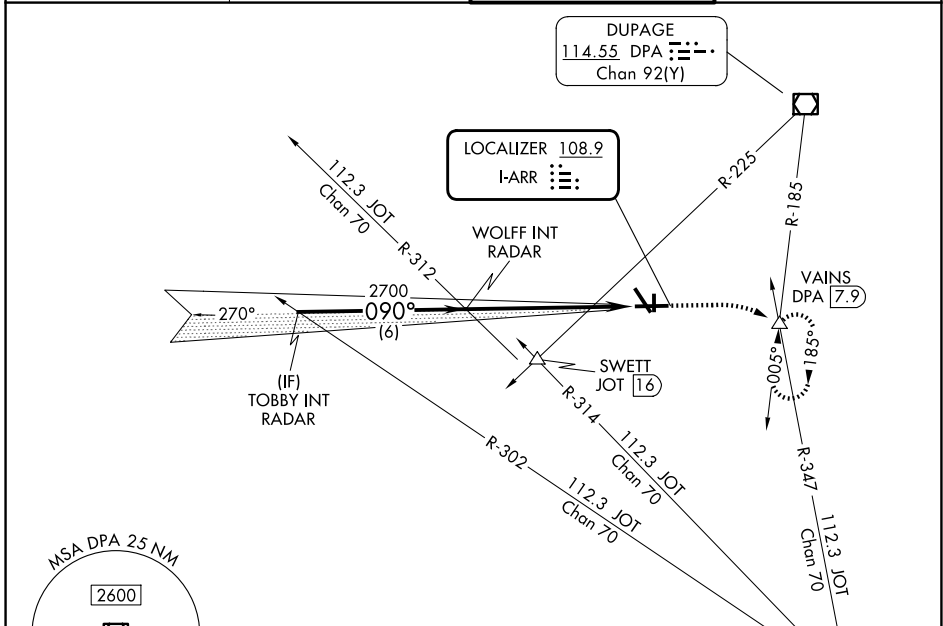 DUPAGE
114.55 DPA
Chan 92(Y)
LOCALIZER 108.9
I-ARR
R-225
R-185
112.3 JOT
Chan 70
R-312
WOLFF INT
RADAR
VAINS
DPA 7.9
2700
090°
(6)
270°
(IF)
TOBBY INT
RADAR
SWETT
JOT 16
005°
185°
R-314
112.3 JOT
Chan 70
R-302
112.3 JOT
Chan 70
R-347
112.3 JOT
Chan 70
MSA DPA 25 NM
2600